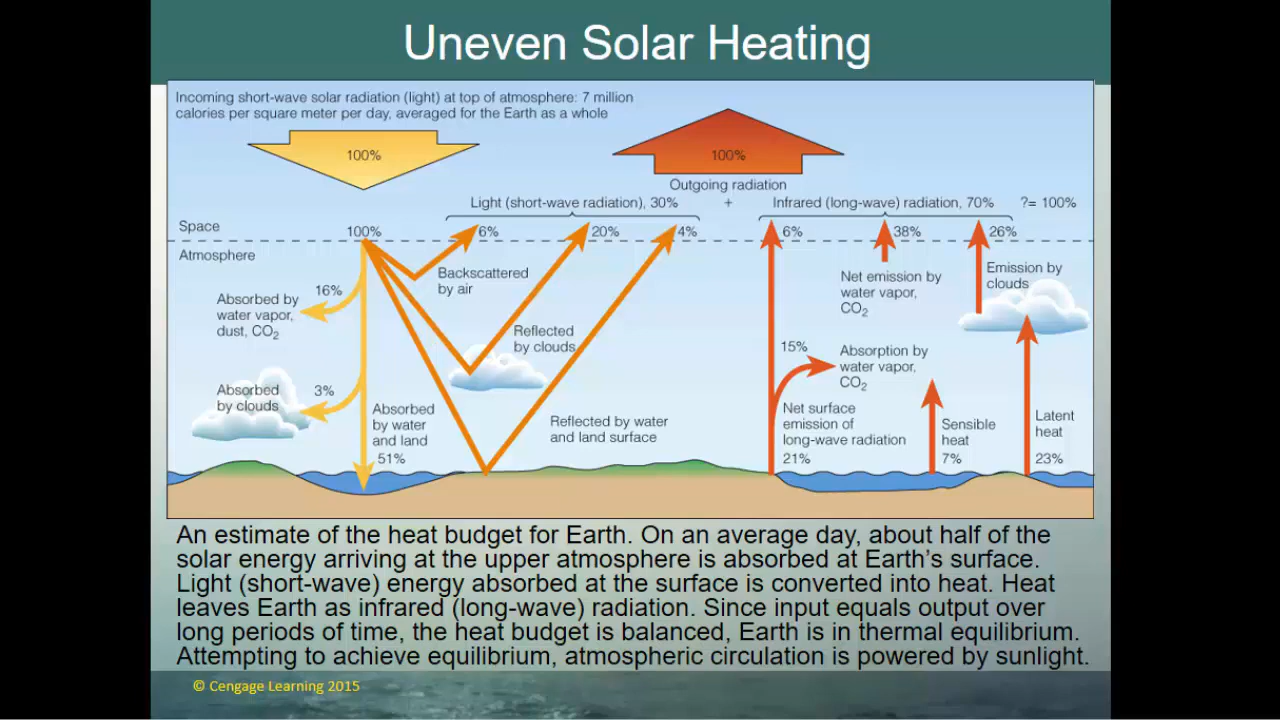 Uneven Solar Heating
Incoming short-wave solar radiation (light) at top of atmosphere: 7 million
calories per square meter per day, averaged for the Earth as a whole
100%
100%
Outgoing radiation
Light (short-wave radiation), 30%
+
Infrared (long-wave) radiation, 70%
?= 100%
Space
100%
6%
20%
4%
6%
38%
26%
Atmosphere
Backscattered
by air
Net emission by
water vapor,
CO₂
Emission by
clouds
16%
Absorbed by
water vapor,
dust, CO₂
Reflected
by clouds
15%
Absorption by
water vapor,
CO₂
3%
Absorbed
by clouds
Absorbed
by water
and land
51%
Reflected by water
and land surface
Net surface
emission of
long-wave radiation
21%
Sensible
heat
7%
Latent
heat
23%
An estimate of the heat budget for Earth. On an average day, about half of the
solar energy arriving at the upper atmosphere is absorbed at Earth's surface.
Light (short-wave) energy absorbed at the surface is converted into heat. Heat
leaves Earth as infrared (long-wave) radiation. Since input equals output over
long periods of time, the heat budget is balanced, Earth is in thermal equilibrium.
Attempting to achieve equilibrium, atmospheric circulation is powered by sunlight.
© Cengage Learning 2015